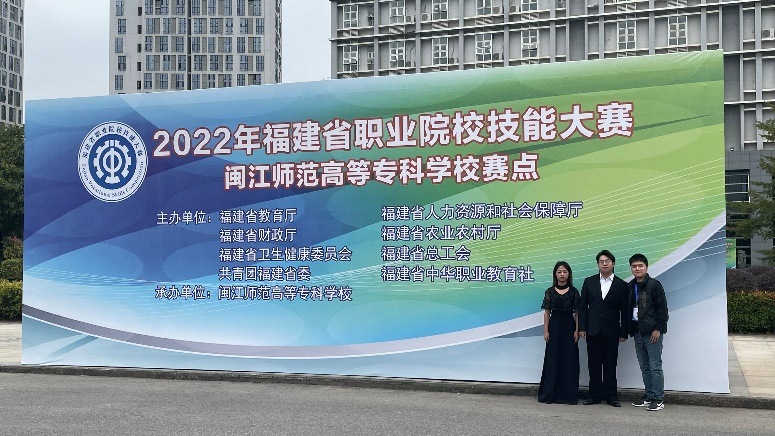 2022年福建省职业院校技能大赛
闽江师范高等专科学校赛点
主办单位：福建省教育厅 福建省人力资源和社会保障厅
福建省财政厅 福建省农业农村厅
福建省卫生健康委员会 福建省总工会
共青团福建省委 福建省中华职业教育社
承办单位：闽江师范高等专科学校